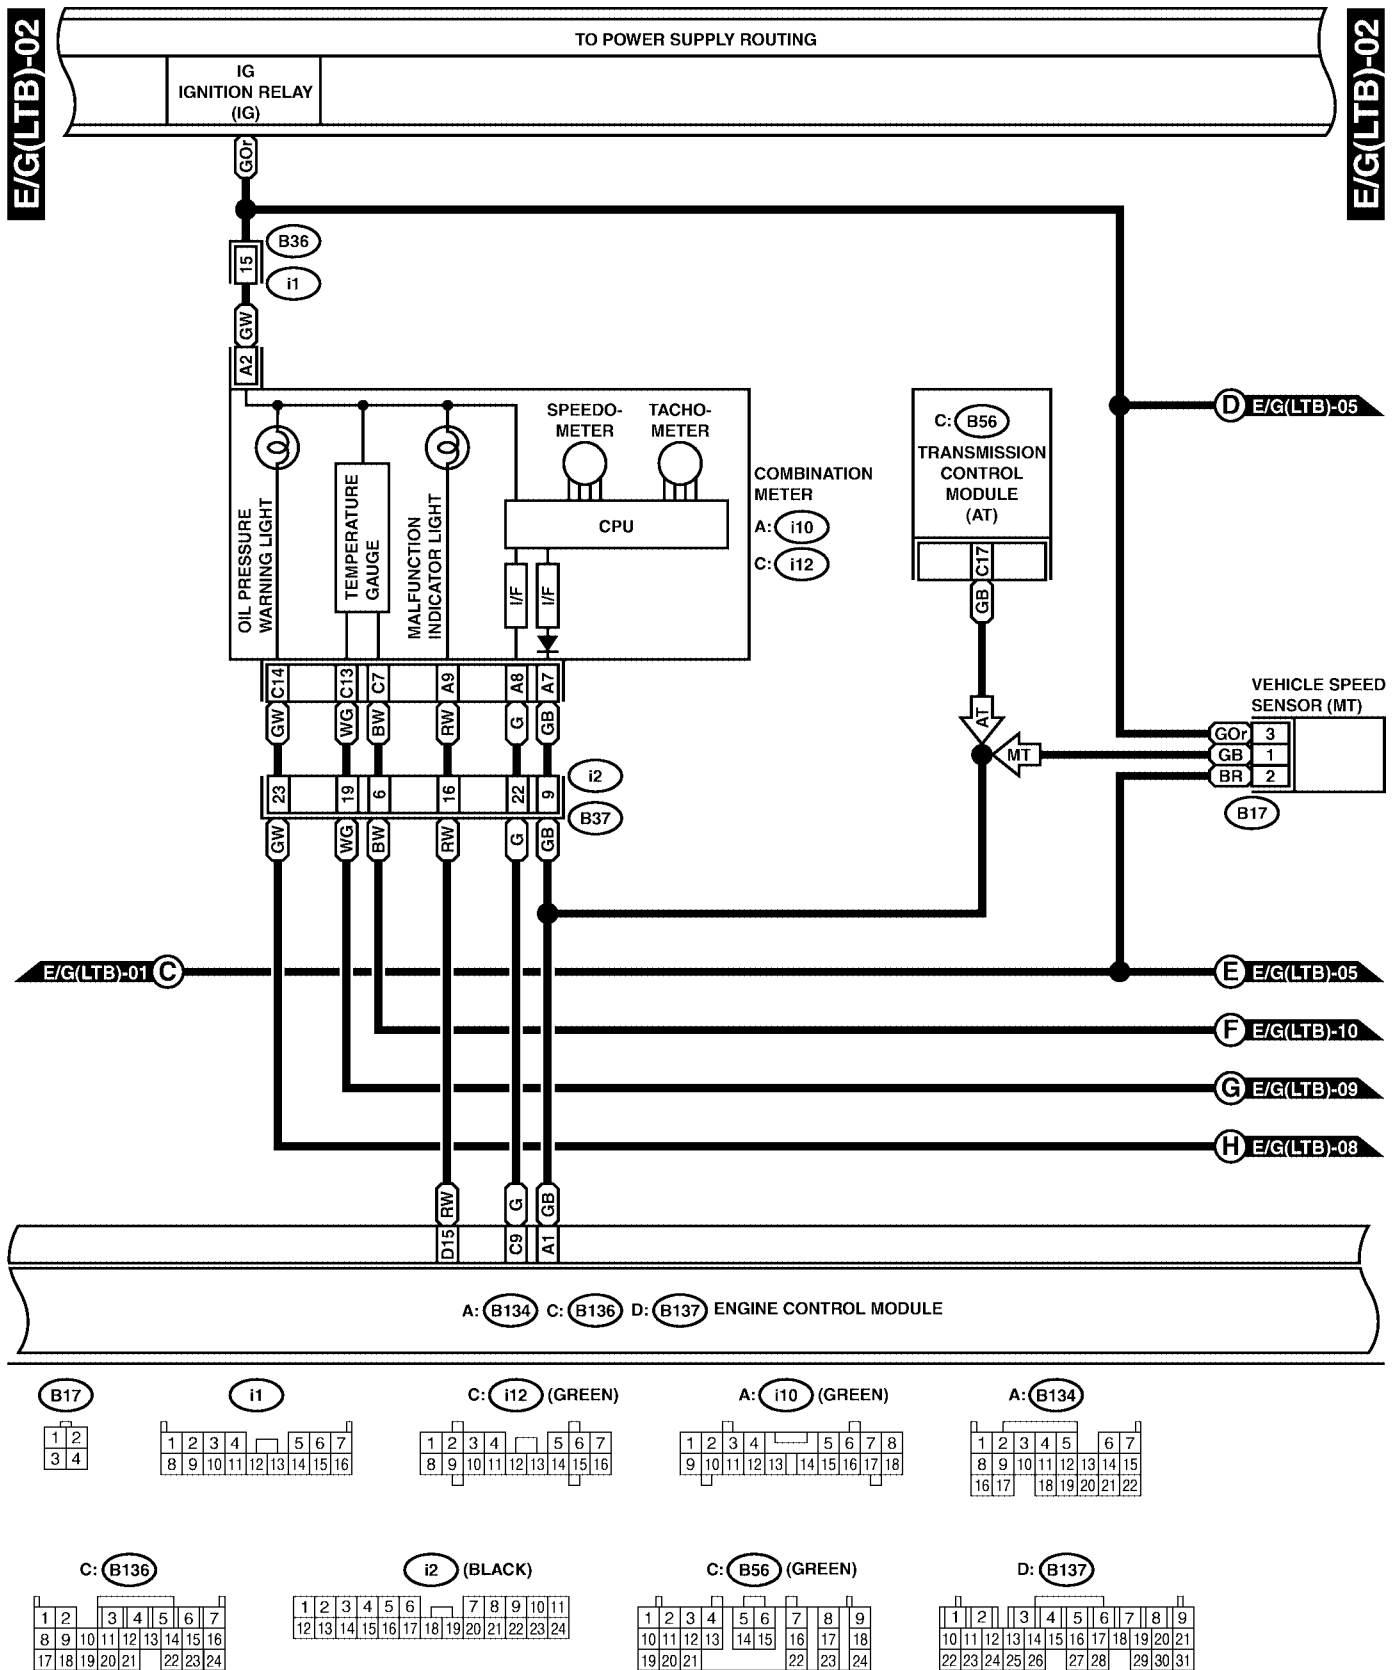 E/G(LTB)-02
E/G(LTB)-02
TO POWER SUPPLY ROUTING
IG
IGNITION RELAY
(IG)
GOr
B36
15
i1
GW
A2
SPEEDO-
METER
TACHO-
METER
OIL PRESSURE
WARNING LIGHT
TEMPERATURE
GAUGE
MALFUNCTION
INDICATOR LIGHT
CPU
I/F
I/F
COMBINATION
METER
A: i10
C: i12
C: B56
TRANSMISSION
CONTROL
MODULE
(AT)
C17
GB
D E/G(LTB)-05
C14 C13 C7 A9 A8 A7
GW WG BW RW G GB
23 19 6 16 22 9
i2
B37
GW WG BW RW G GB
AT
MT
VEHICLE SPEED
SENSOR (MT)
GOr 3
GB 1
BR 2
B17
E/G(LTB)-01 C
E E/G(LTB)-05
F E/G(LTB)-10
G E/G(LTB)-09
H E/G(LTB)-08
RW G GB
D15 C9 A1
A: B134 C: B136 D: B137 ENGINE CONTROL MODULE
B17
1 2
3 4
i1
1 2 3 4 5 6 7
8 9 10 11 12 13 14 15 16
C: i12 (GREEN)
1 2 3 4 5 6 7
8 9 10 11 12 13 14 15 16
A: i10 (GREEN)
1 2 3 4 5 6 7 8
9 10 11 12 13 14 15 16 17 18
A: B134
1 2 3 4 5 6 7
8 9 10 11 12 13 14 15
16 17 18 19 20 21 22
C: B136
1 2 3 4 5 6 7
8 9 10 11 12 13 14 15 16
17 18 19 20 21 22 23 24
i2 (BLACK)
1 2 3 4 5 6 7 8 9 10 11
12 13 14 15 16 17 18 19 20 21 22 23 24
C: B56 (GREEN)
1 2 3 4 5 6 7 8 9
10 11 12 13 14 15 16 17 18
19 20 21 22 23 24
D: B137
1 2 3 4 5 6 7 8 9
10 11 12 13 14 15 16 17 18 19 20 21
22 23 24 25 26 27 28 29 30 31